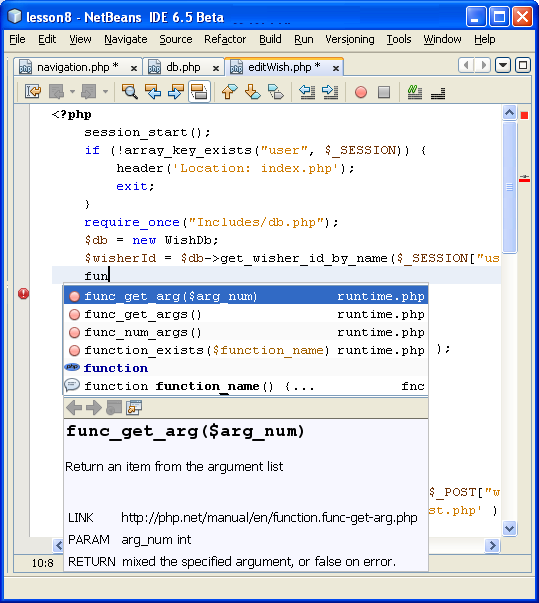 lesson8 - NetBeans IDE 6.5 Beta
File Edit View Navigate Source Refactor Build Run Versioning Tools Window Help
navigation.php * db.php editWish.php *
<?php
session_start();
if (!array_key_exists("user", $_SESSION)) {
header('Location: index.php');
exit;
}
require_once("Includes/db.php");
$db = new WishDb;
$wisherId = $db->get_wisher_id_by_name($_SESSION["us
fun
func_get_arg($arg_num) runtime.php
func_get_args() runtime.php
func_num_args() runtime.php
function_exists($function_name) runtime.php );
php function
function function_name() {... fnc
func_get_arg($arg_num)
Return an item from the argument list
$_POST["w
LINK http://php.net/manual/en/function.func-get-arg.php st.php' )
PARAM arg_num int
10:8 RETURN mixed the specified argument, or false on error.